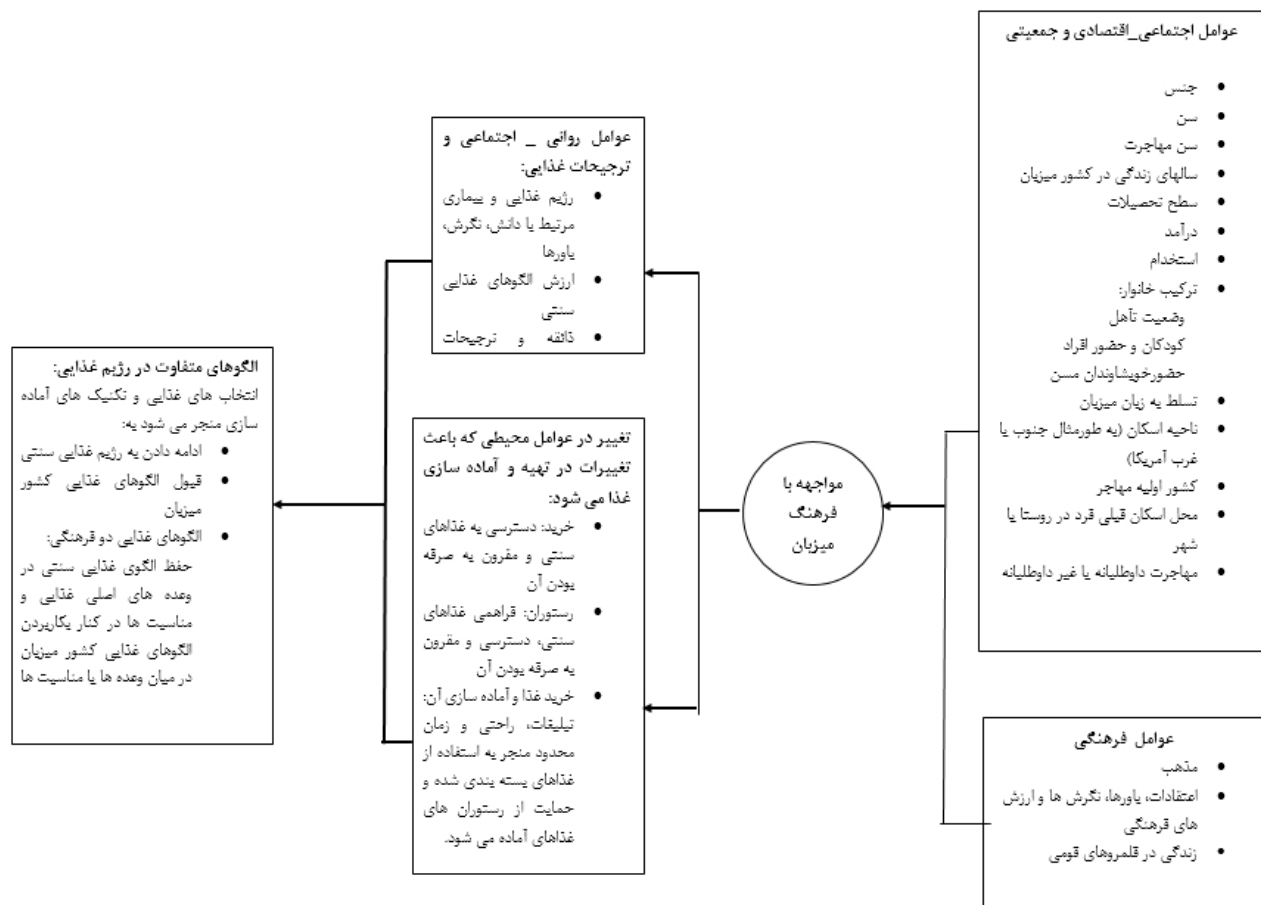 عوامل اجتماعی_اقتصادی و جمعیتی
• جنس
• سن
• سن مهاجرت
• سالهای زندگی در کشور میزبان
• سطح تحصیلات
• درآمد
• استخدام
• ترکیب خانوار:
وضعیت تأهل
کودکان و حضور افراد
حضورخویشاوندان مسن
• تسلط به زبان میزبان
• ناحیه اسکان (به طورمثال جنوب یا
غرب آمریکا)
• کشور اولیه مهاجر
• محل اسکان قبلی فرد در روستا یا
شهر
• مهاجرت داوطلبانه یا غیر داوطلبانه
عوامل فرهنگی
• مذهب
• اعتقادات، باورها، نگرش ها و ارزش
های فرهنگی
• زندگی در قلمروهای قومی
مواجهه با
فرهنگ
میزبان
عوامل روانی _ اجتماعی و
ترجیحات غذایی:
• رژیم غذایی و بیماری
مرتبط با دانش، نگرش،
باورها
• ارزش الگوهای غذایی
سنتی
• ذائقه و ترجیحات
تغییر در عوامل محیطی که باعث
تغییرات در تهیه و آماده سازی
غذا می شود:
• خرید: دسترسی به غذاهای
سنتی و مقرون به صرفه
بودن آن
• رستوران: فراهمی غذاهای
سنتی، دسترسی و مقرون
به صرفه بودن آن
• خرید غذا و آماده سازی آن:
تبلیغات، راحتی و زمان
محدود منجر به استفاده از
غذاهای بسته بندی شده و
حمایت از رستوران های
غذاهای آماده می شود.
الگوهای متفاوت در رژیم غذایی:
انتخاب های غذایی و تکنیک های آماده
سازی منجر می شود به:
• ادامه دادن به رژیم غذایی سنتی
• قبول الگوهای غذایی کشور
میزبان
• الگوهای غذایی دو فرهنگی:
حفظ الگوی غذایی سنتی در
وعده های اصلی غذایی و
مناسبت ها در کنار بکاربردن
الگوهای غذایی کشور میزبان
در میان وعده ها یا مناسبت ها